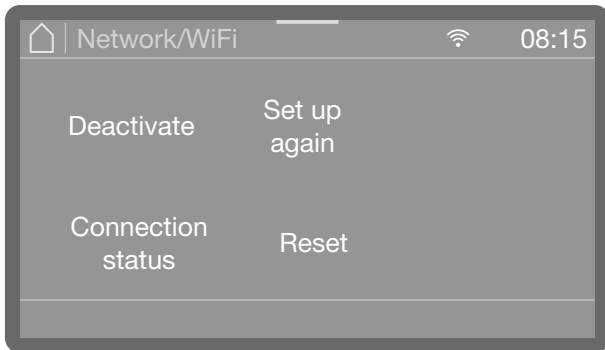 Network/WiFi 08:15
Deactivate
Set up
again
Connection
status
Reset